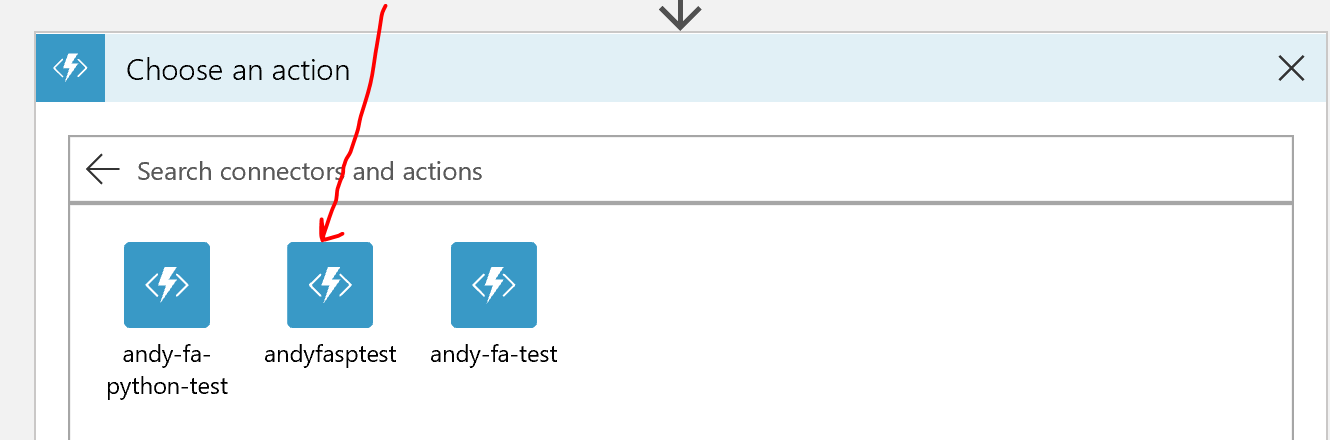 Choose an action
Search connectors and actions
andy-fa-
python-test
andyfasptest
andy-fa-test